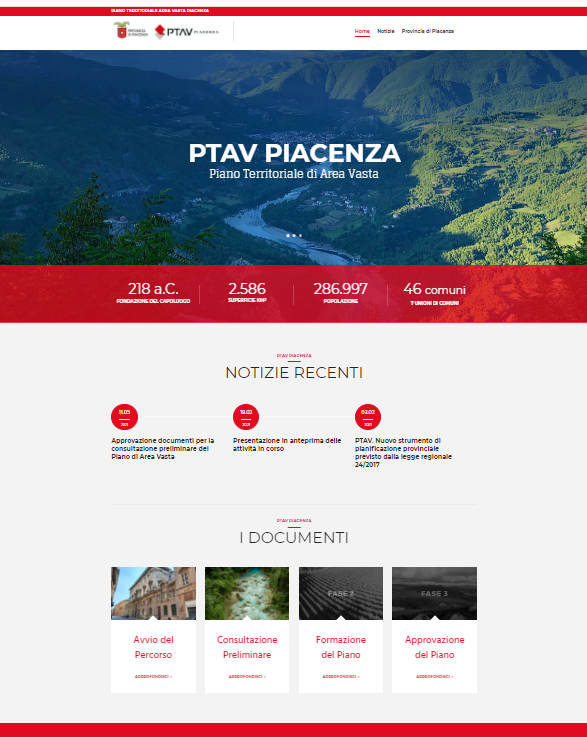 PIANO TERRITORIALE AREA VASTA PIACENZA
PROVINCIA
DI PIACENZA
PTAV PIACENZA
Home Notizie Provincia di Piacenza
PTAV PIACENZA
Piano Territoriale di Area Vasta
218 a.C.
FONDAZIONE DEL CAPOLUOGO
2.586
SUPERFICIE KM²
286.997
POPOLAZIONE
46 comuni
7 UNIONI DI COMUNI
PTAV PIACENZA
NOTIZIE RECENTI
11.05
2021
Approvazione documenti per la
consultazione preliminare del
Piano di Area Vasta
2021
Presentazione in anteprima delle
attività in corso
03.02
2021
PTAV. Nuovo strumento di
pianificazione provinciale
previsto dalla legge regionale
24/2017
PTAV PIACENZA
I DOCUMENTI
Avvio del
Percorso
APPROFONDISCI >
Consultazione
Preliminare
APPROFONDISCI >
FASE 2
Formazione
del Piano
APPROFONDISCI >
FASE 3
Approvazione
del Piano
APPROFONDISCI >